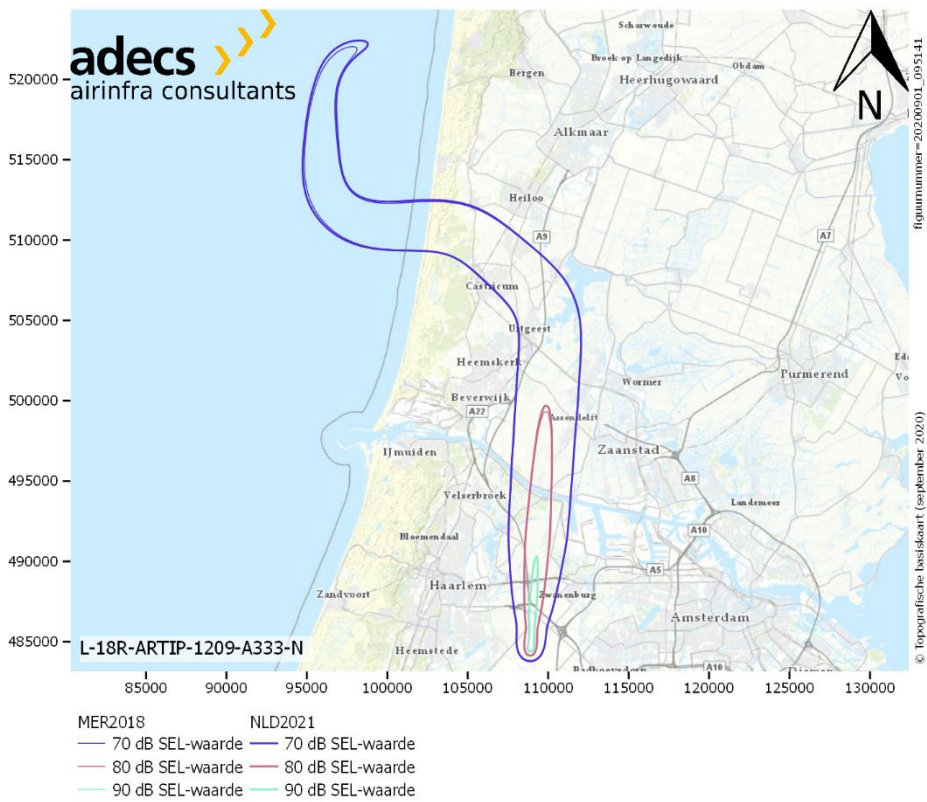 adecs
airinfra consultants
Scharwoude
Broek op Langedijk
Obdam
Bergen
Heerhugowaard
N
Alkmaar
Heiloo
A9
A7
Castricum
Uitgeest
Heemskerk
Purmerend
Wormer
Beverwijk
A22
Assendelft
IJmuiden
Zaanstad
A8
Velserbroek
Landsmeer
A10
Bloemendaal
A5
Haarlem
Zandvoort
Zwanenburg
Amsterdam
Heemstede
A10
L-18R-ARTIP-1209-A333-N
520000
515000
510000
505000
500000
495000
490000
485000
85000 90000 95000 100000 105000 110000 115000 120000 125000 130000
figuurnummer=20200901_095141
© Topografische basiskaart (september 2020)
MER2018 NLD2021
70 dB SEL-waarde 70 dB SEL-waarde
80 dB SEL-waarde 80 dB SEL-waarde
90 dB SEL-waarde 90 dB SEL-waarde